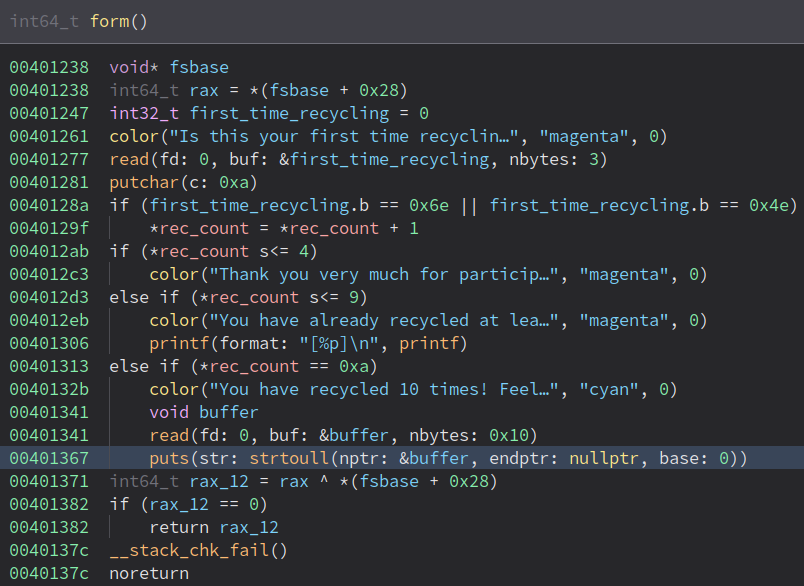 int64_t form()
00401238 void* fsbase
00401238 int64_t rax = *(fsbase + 0x28)
00401247 int32_t first_time_recycling = 0
00401261 color("Is this your first time recyclin…", "magenta", 0)
00401277 read(fd: 0, buf: &first_time_recycling, nbytes: 3)
00401281 putchar(c: 0xa)
0040128a if (first_time_recycling.b == 0x6e || first_time_recycling.b == 0x4e)
0040129f *rec_count = *rec_count + 1
004012ab if (*rec_count s<= 4)
004012c3 color("Thank you very much for particip…", "magenta", 0)
004012d3 else if (*rec_count s<= 9)
004012eb color("You have already recycled at lea…", "magenta", 0)
00401306 printf(format: "[%p]\n", printf)
00401313 else if (*rec_count == 0xa)
0040132b color("You have recycled 10 times! Feel…", "cyan", 0)
00401341 void buffer
00401341 read(fd: 0, buf: &buffer, nbytes: 0x10)
00401367 puts(str: strtoull(nptr: &buffer, endptr: nullptr, base: 0))
00401371 int64_t rax_12 = rax ^ *(fsbase + 0x28)
00401382 if (rax_12 == 0)
00401382 return rax_12
0040137c __stack_chk_fail()
0040137c noreturn